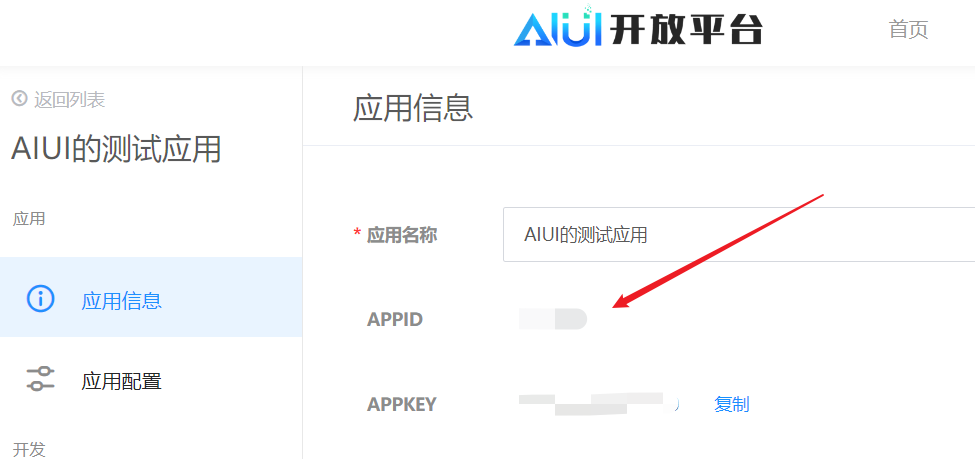 AIUI开放平台
首页
返回列表
AIUI的测试应用
应用
应用信息
应用配置
开发
应用信息
* 应用名称
AIUI的测试应用
APPID
APPKEY
复制